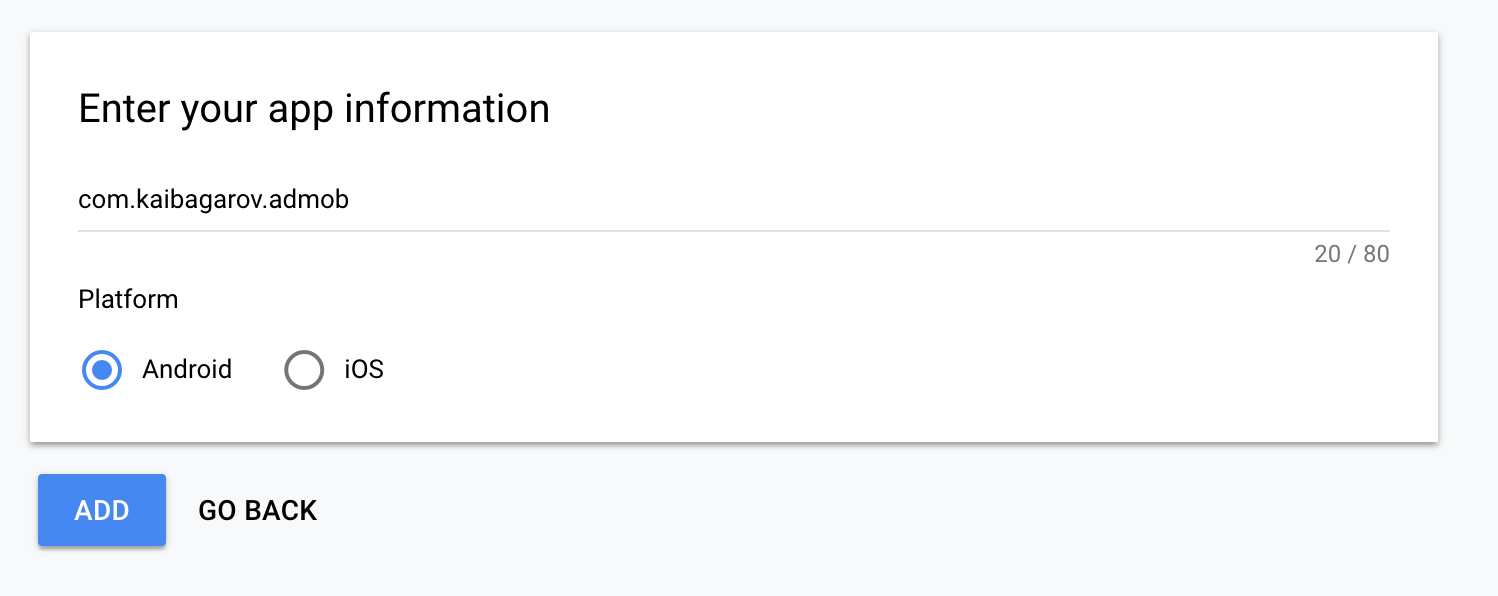 Enter your app information
com.kaibagarov.admob
20 / 80
Platform
Android iOS
ADD GO BACK